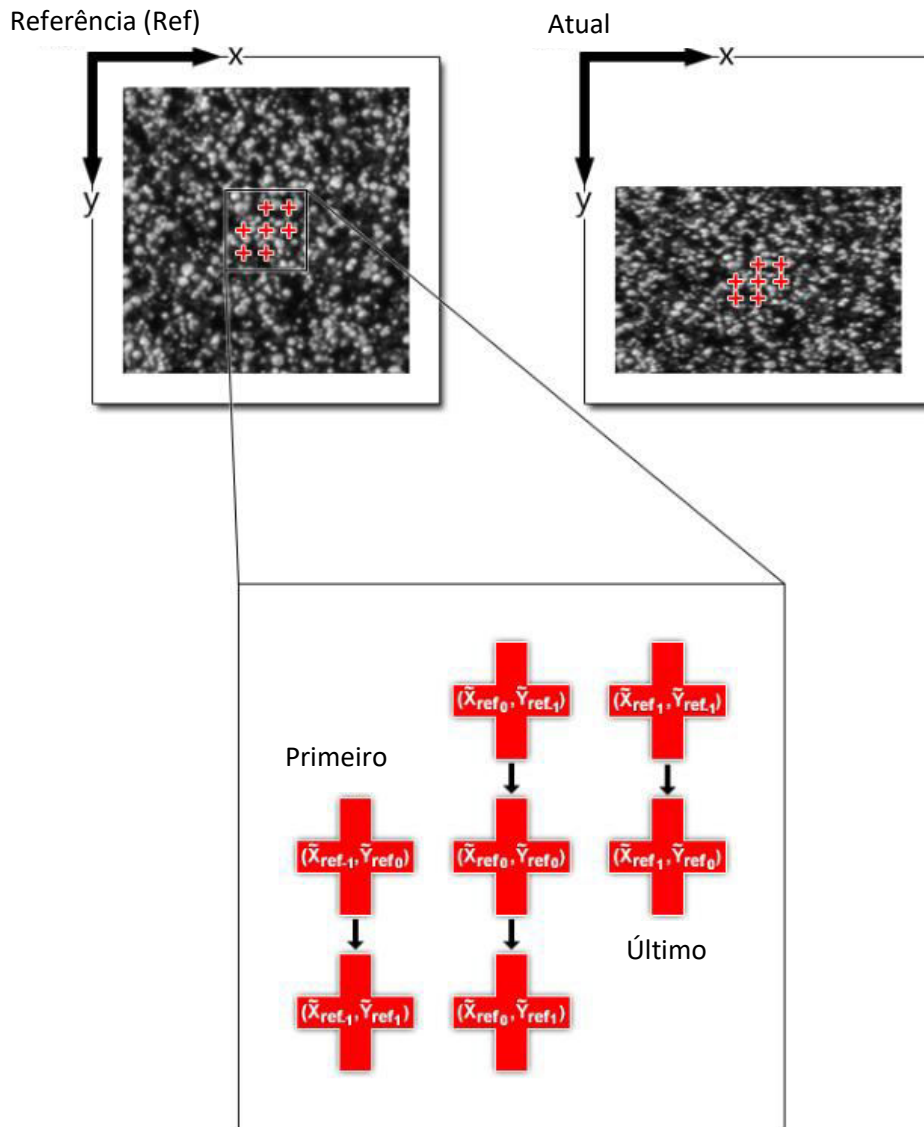 Referência (Ref)
Atual
x
x
y
y
(X̃ref0,Ỹref-1)
(X̃ref1,Ỹref-1)
Primeiro
(X̃ref-1,Ỹref0)
(X̃ref0,Ỹref0)
(X̃ref1,Ỹref0)
Último
(X̃ref-1,Ỹref1)
(X̃ref0,Ỹref1)